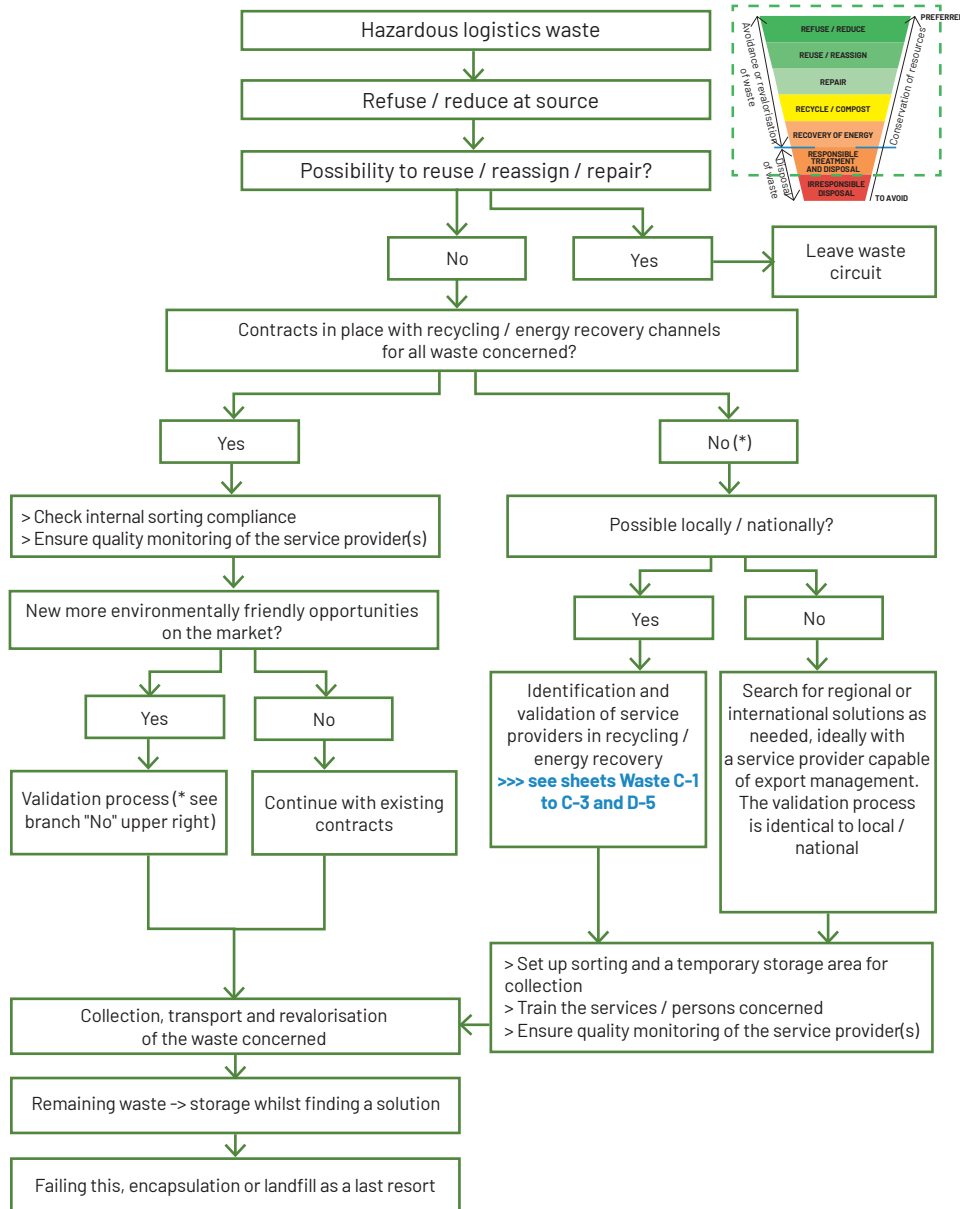 Hazardous logistics waste
Refuse / reduce at source
Possibility to reuse / reassign / repair?
PREFERRED
REFUSE / REDUCE
REUSE / REASSIGN
REPAIR
RECYCLE / COMPOST
RECOVERY OF ENERGY
RESPONSIBLE
TREATMENT
AND DISPOSAL
IRRESPONSIBLE
DISPOSAL
TO AVOID
Avoidance or revalorisation
of waste
Disposal
of waste
Conservation of resources
No
Yes
Leave waste
circuit
Contracts in place with recycling / energy recovery channels
for all waste concerned?
Yes
No (*)
> Check internal sorting compliance
> Ensure quality monitoring of the service provider(s)
Possible locally / nationally?
New more environmentally friendly opportunities
on the market?
Yes
No
Yes
No
Identification and
validation of service
providers in recycling /
energy recovery
>>> see sheets Waste C-1
to C-3 and D-5
Search for regional or
international solutions as
needed, ideally with
a service provider capable
of export management.
The validation process
is identical to local /
national
Validation process (* see
branch "No" upper right)
Continue with existing
contracts
> Set up sorting and a temporary storage area for
collection
> Train the services / persons concerned
> Ensure quality monitoring of the service provider(s)
Collection, transport and revalorisation
of the waste concerned
Remaining waste -> storage whilst finding a solution
Failing this, encapsulation or landfill as a last resort